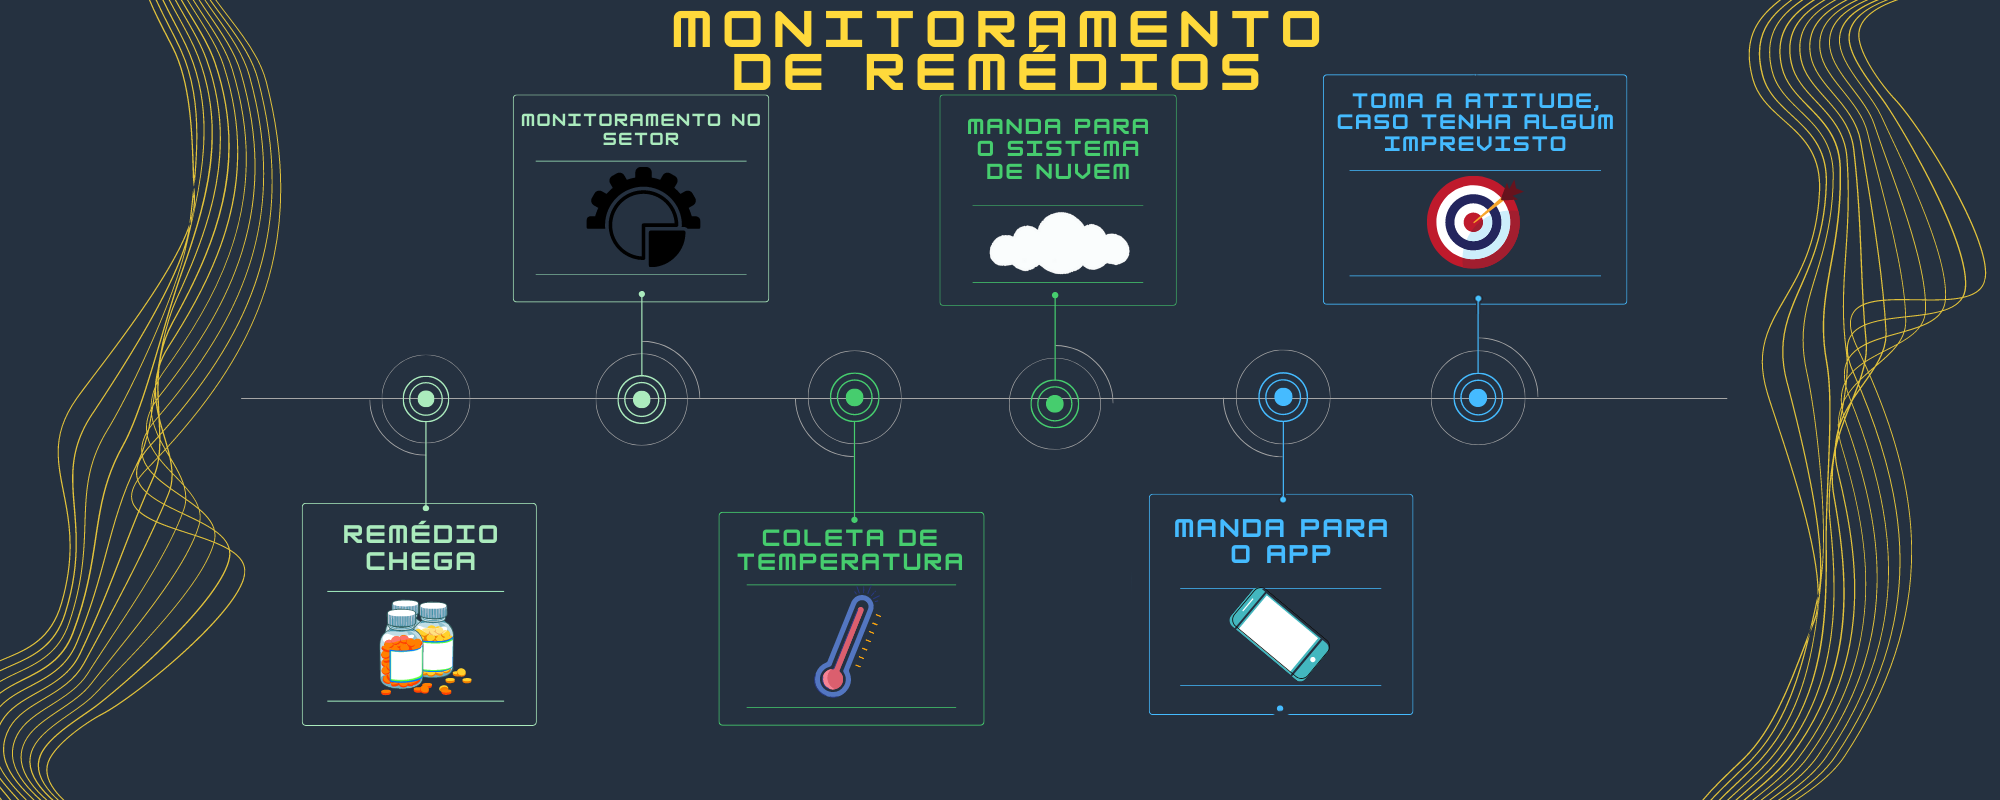 MONITORAMENTO
DE REMÉDIOS
REMÉDIO
CHEGA
MONITORAMENTO NO
SETOR
COLETA DE
TEMPERATURA
MANDA PARA
O SISTEMA
DE NUVEM
MANDA PARA
O APP
TOMA A ATITUDE,
CASO TENHA ALGUM
IMPREVISTO